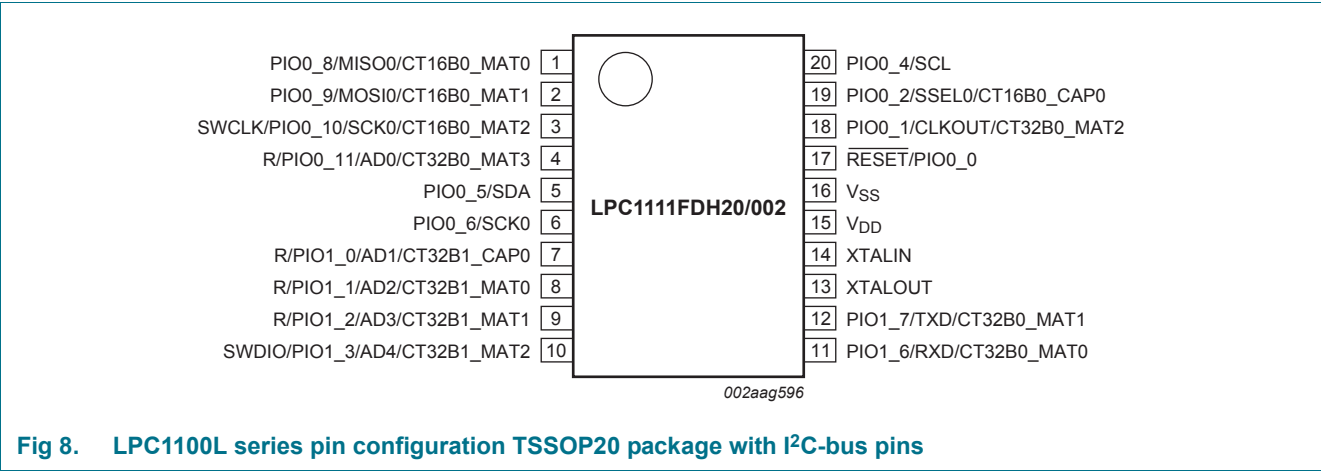 PIO0_8/MISO0/CT16B0_MAT0 1
PIO0_9/MOSI0/CT16B0_MAT1 2
SWCLK/PIO0_10/SCK0/CT16B0_MAT2 3
R/PIO0_11/AD0/CT32B0_MAT3 4
PIO0_5/SDA 5
PIO0_6/SCK0 6
R/PIO1_0/AD1/CT32B1_CAP0 7
R/PIO1_1/AD2/CT32B1_MAT0 8
R/PIO1_2/AD3/CT32B1_MAT1 9
SWDIO/PIO1_3/AD4/CT32B1_MAT2 10
LPC1111FDH20/002
20 PIO0_4/SCL
19 PIO0_2/SSEL0/CT16B0_CAP0
18 PIO0_1/CLKOUT/CT32B0_MAT2
17 RESET/PIO0_0
16 VSS
15 VDD
14 XTALIN
13 XTALOUT
12 PIO1_7/TXD/CT32B0_MAT1
11 PIO1_6/RXD/CT32B0_MAT0
002aag596
Fig 8. LPC1100L series pin configuration TSSOP20 package with I2C-bus pins